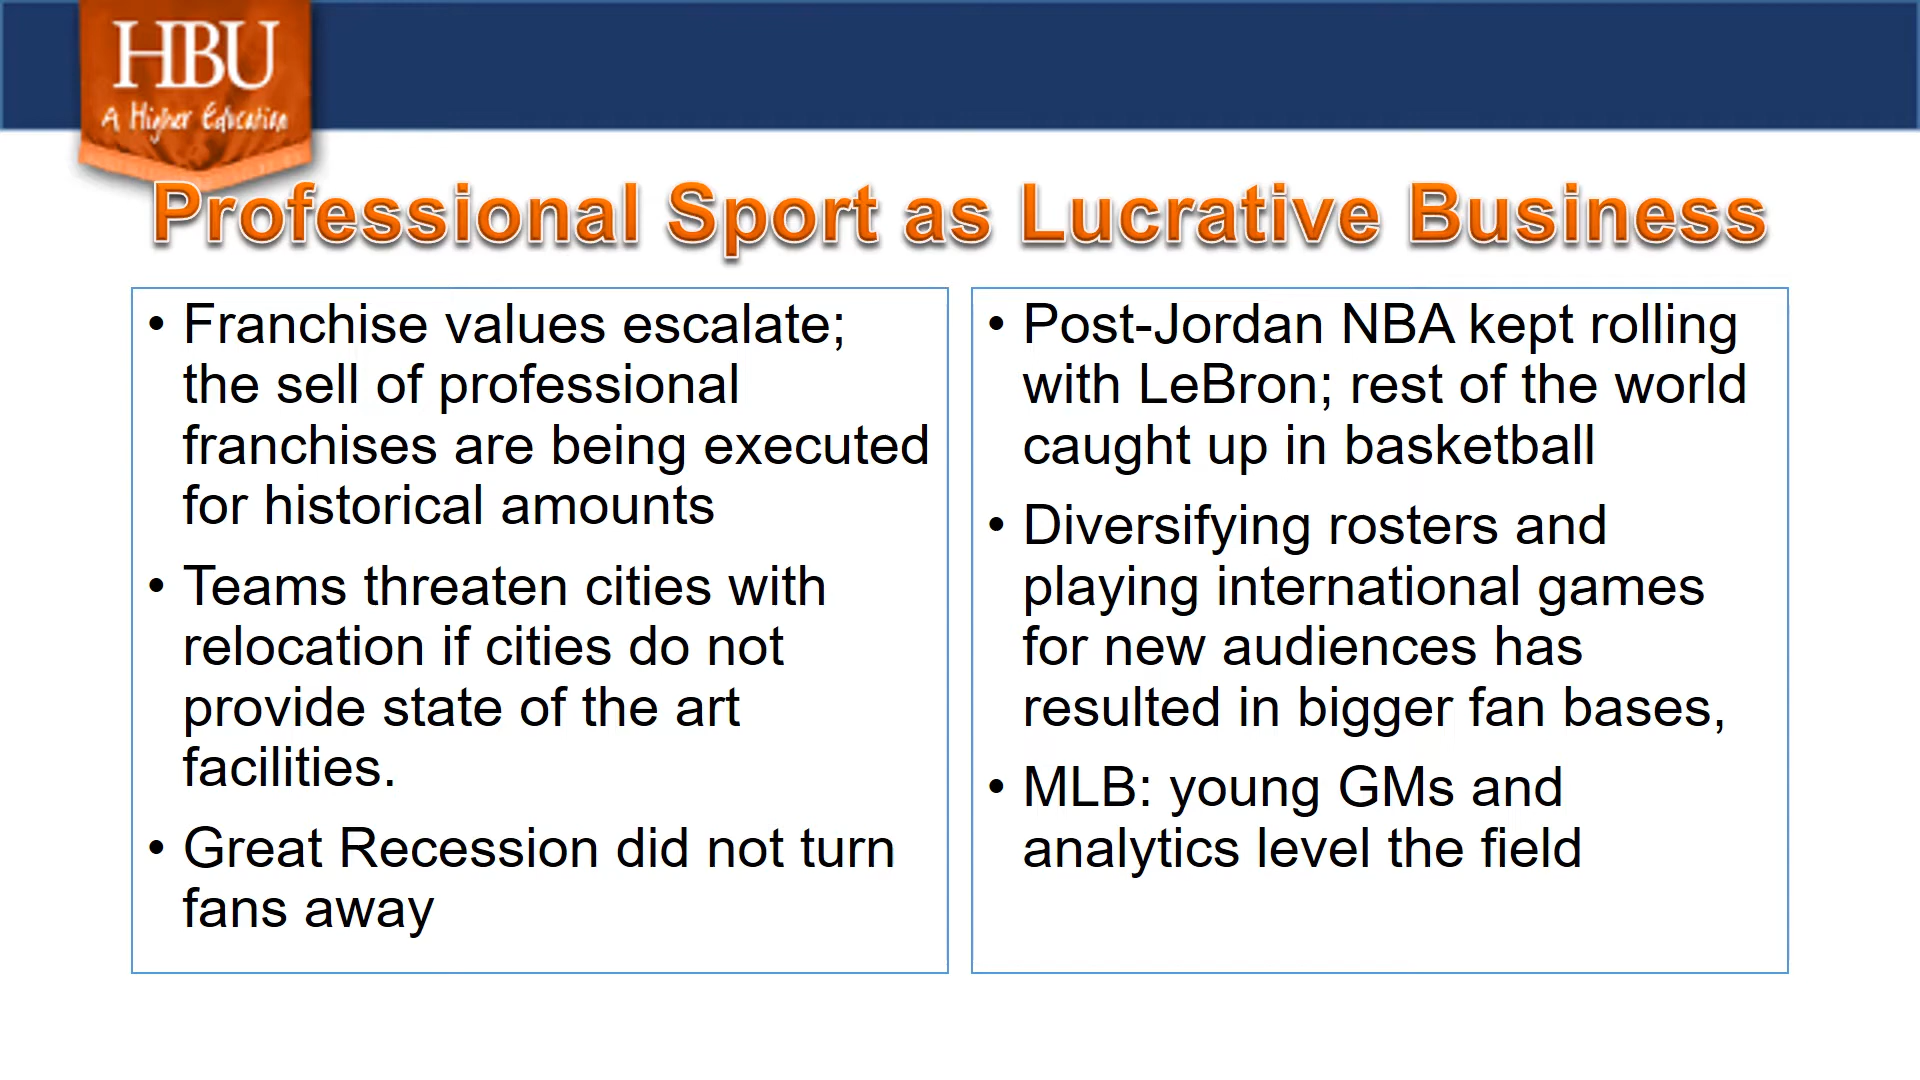 HBU
A Higher Education
Professional Sport as Lucrative Business
• Franchise values escalate;
the sell of professional
franchises are being executed
for historical amounts
• Teams threaten cities with
relocation if cities do not
provide state of the art
facilities.
• Great Recession did not turn
fans away
• Post-Jordan NBA kept rolling
with LeBron; rest of the world
caught up in basketball
• Diversifying rosters and
playing international games
for new audiences has
resulted in bigger fan bases,
• MLB: young GMs and
analytics level the field